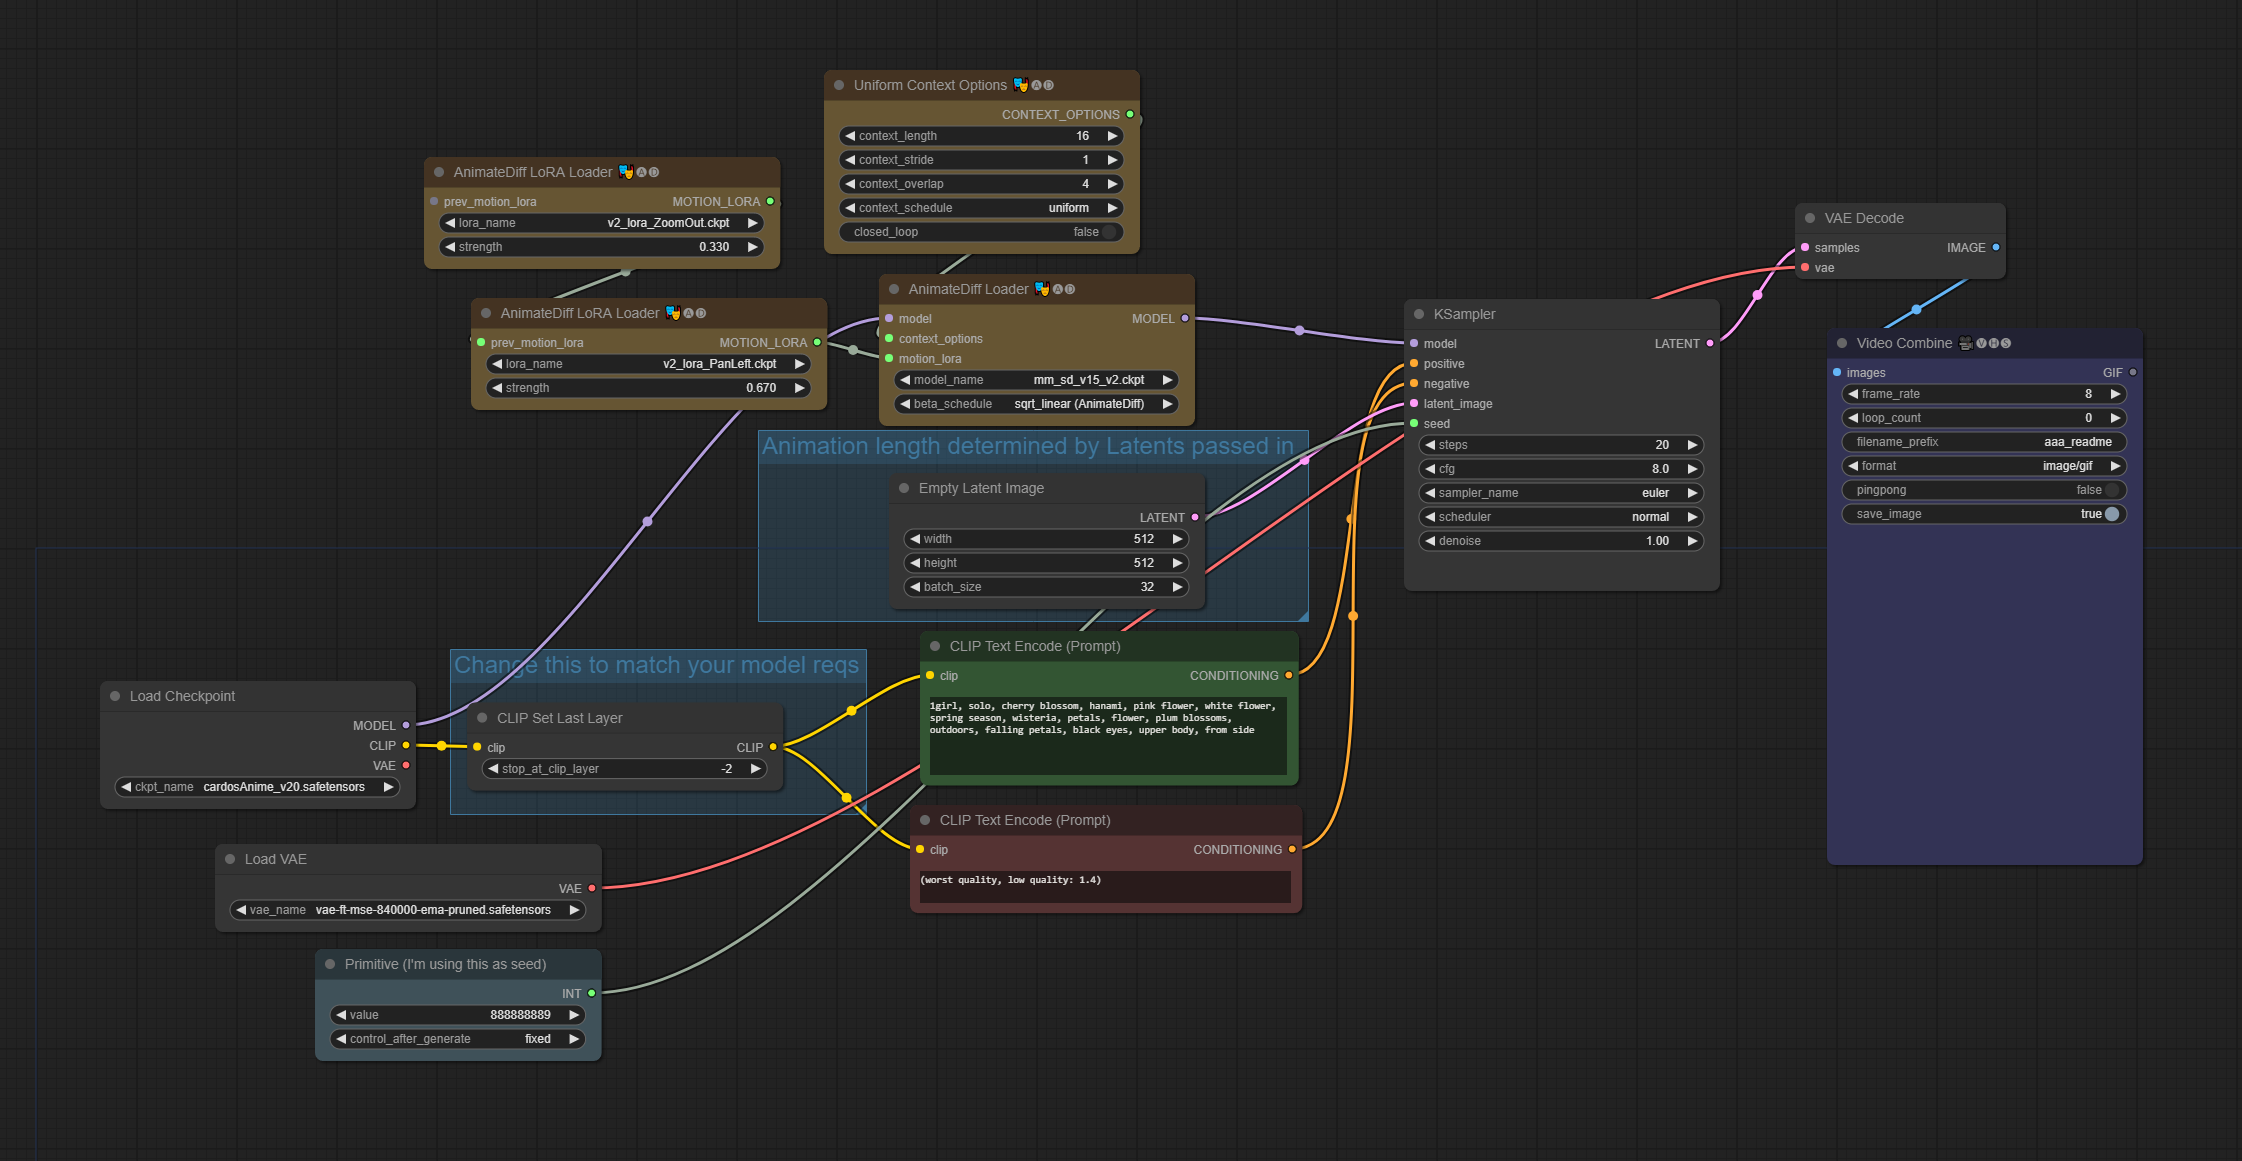 Uniform Context Options 🎭🅐🅓
CONTEXT_OPTIONS
context_length 16
context_stride 1
context_overlap 4
context_schedule uniform
closed_loop false
AnimateDiff LoRA Loader 🎭🅐🅓
prev_motion_lora MOTION_LORA
lora_name v2_lora_ZoomOut.ckpt
strength 0.330
AnimateDiff LoRA Loader 🎭🅐🅓
prev_motion_lora MOTION_LORA
lora_name v2_lora_PanLeft.ckpt
strength 0.670
AnimateDiff Loader 🎭🅐🅓
model MODEL
context_options
motion_lora
model_name mm_sd_v15_v2.ckpt
beta_schedule sqrt_linear (AnimateDiff)
Animation length determined by Latents passed in
Empty Latent Image
LATENT
width 512
height 512
batch_size 32
KSampler
model LATENT
positive
negative
latent_image
seed
steps 20
cfg 8.0
sampler_name euler
scheduler normal
denoise 1.00
VAE Decode
samples IMAGE
vae
Video Combine 🎥🅥🅗🅢
images GIF
frame_rate 8
loop_count 0
filename_prefix aaa_readme
format image/gif
pingpong false
save_image true
Load Checkpoint
MODEL
CLIP
VAE
ckpt_name cardosAnime_v20.safetensors
Change this to match your model reqs
CLIP Set Last Layer
clip CLIP
stop_at_clip_layer -2
CLIP Text Encode (Prompt)
clip CONDITIONING
1girl, solo, cherry blossom, hanami, pink flower, white flower,
spring season, wisteria, petals, flower, plum blossoms,
outdoors, falling petals, black eyes, upper body, from side
CLIP Text Encode (Prompt)
clip CONDITIONING
(worst quality, low quality: 1.4)
Load VAE
VAE
vae_name vae-ft-mse-840000-ema-pruned.safetensors
Primitive (I'm using this as seed)
INT
value 888888889
control_after_generate fixed